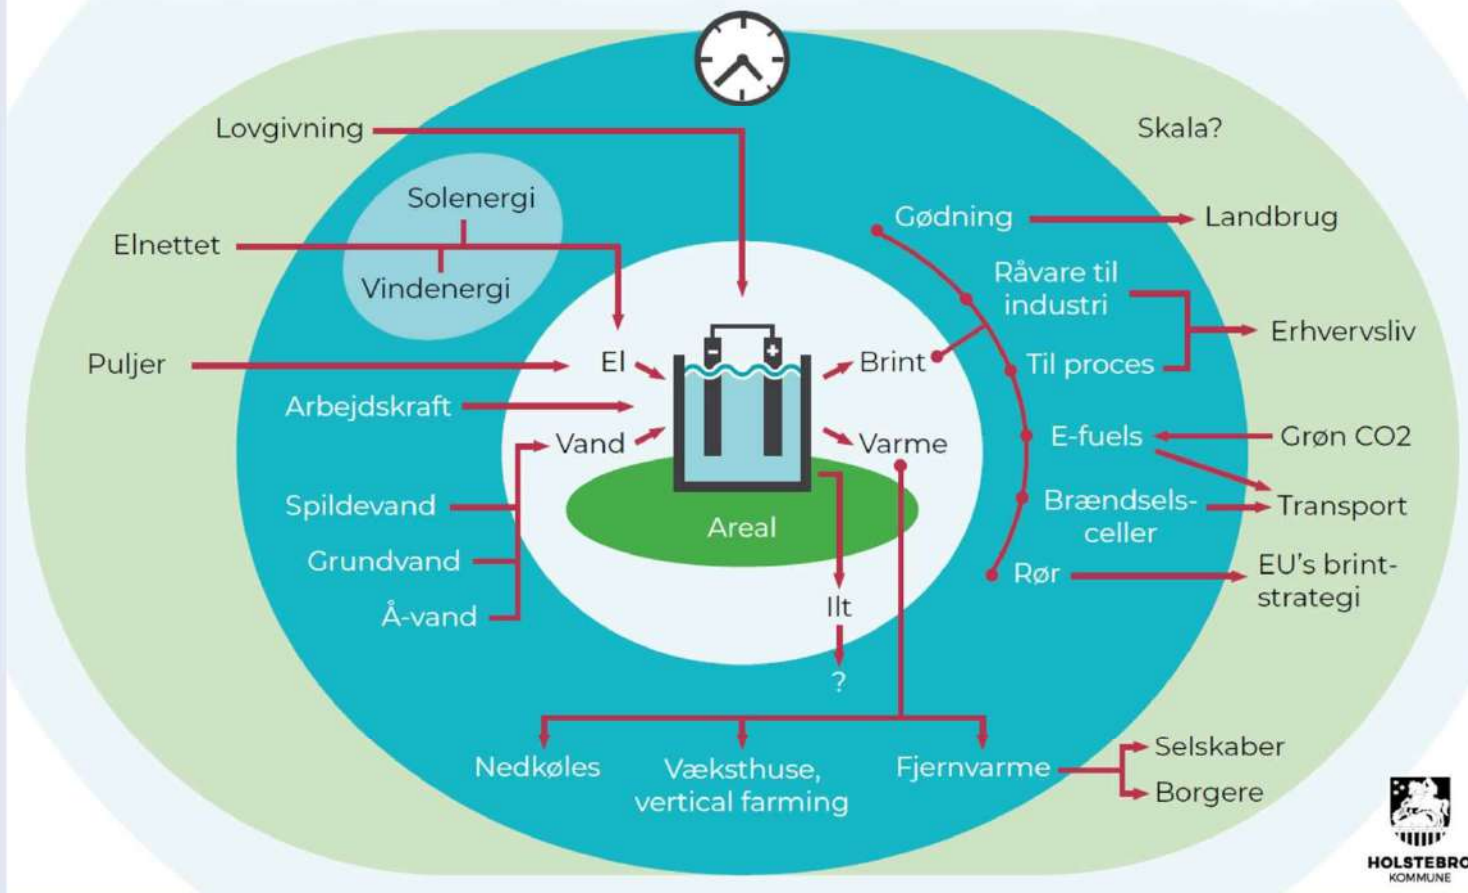 Lovgivning
Skala?
Solenergi
Gødning
Landbrug
Elnettet
Råvare til
industri
Vindenergi
Erhvervsliv
Puljer
El
-
+
Brint
Til proces
Arbejdskraft
Vand
Varme
E-fuels
Grøn CO2
Spildevand
Areal
Brændsels-
celler
Transport
Grundvand
Rør
EU's brint-
strategi
Å-vand
Ilt
?
Nedkøles
Væksthuse,
vertical farming
Fjernvarme
Selskaber
Borgere
HOLSTEBRO
KOMMUNE